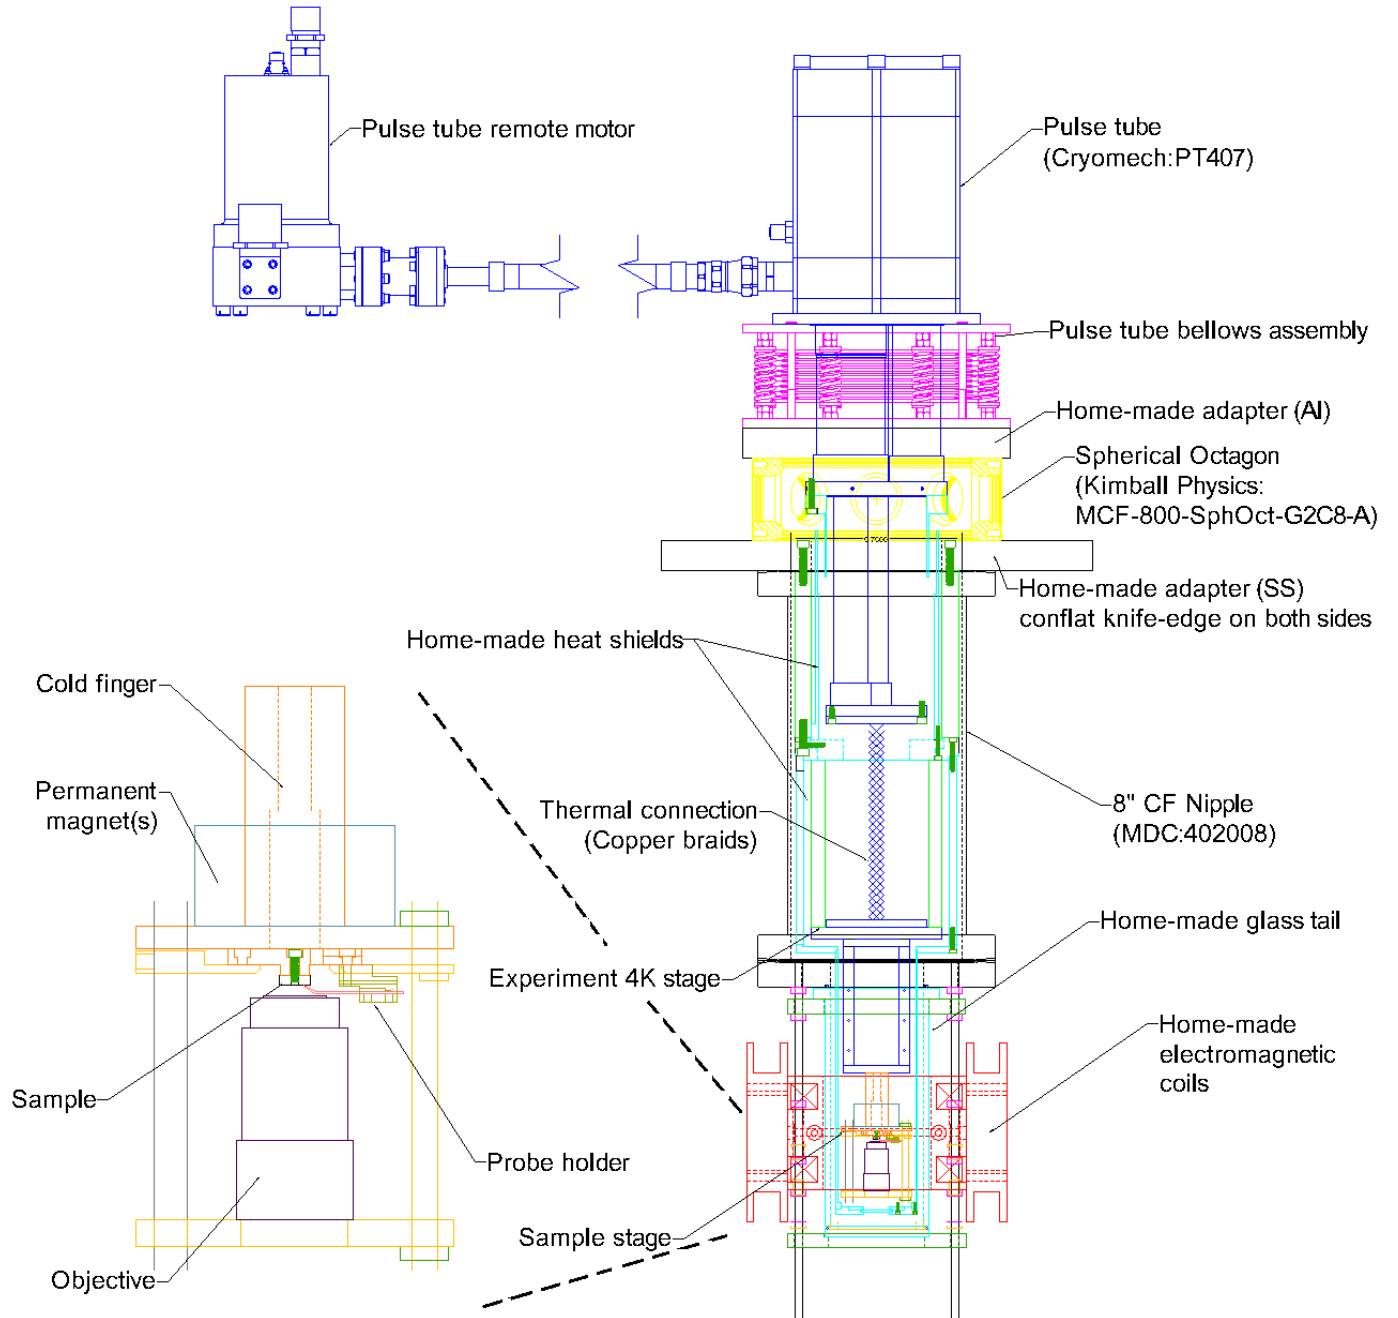 Pulse tube remote motor
Pulse tube
(Cryomech:PT407)
Pulse tube bellows assembly
Home-made adapter (Al)
Spherical Octagon
(Kimball Physics:
MCF-800-SphOct-G2C8-A)
Home-made adapter (SS)
conflat knife-edge on both sides
Home-made heat shields
Cold finger
Permanent
magnet(s)
Thermal connection
(Copper braids)
8" CF Nipple
(MDC:402008)
Home-made glass tail
Experiment 4K stage
Home-made
electromagnetic
coils
Sample
Probe holder
Sample stage
Objective